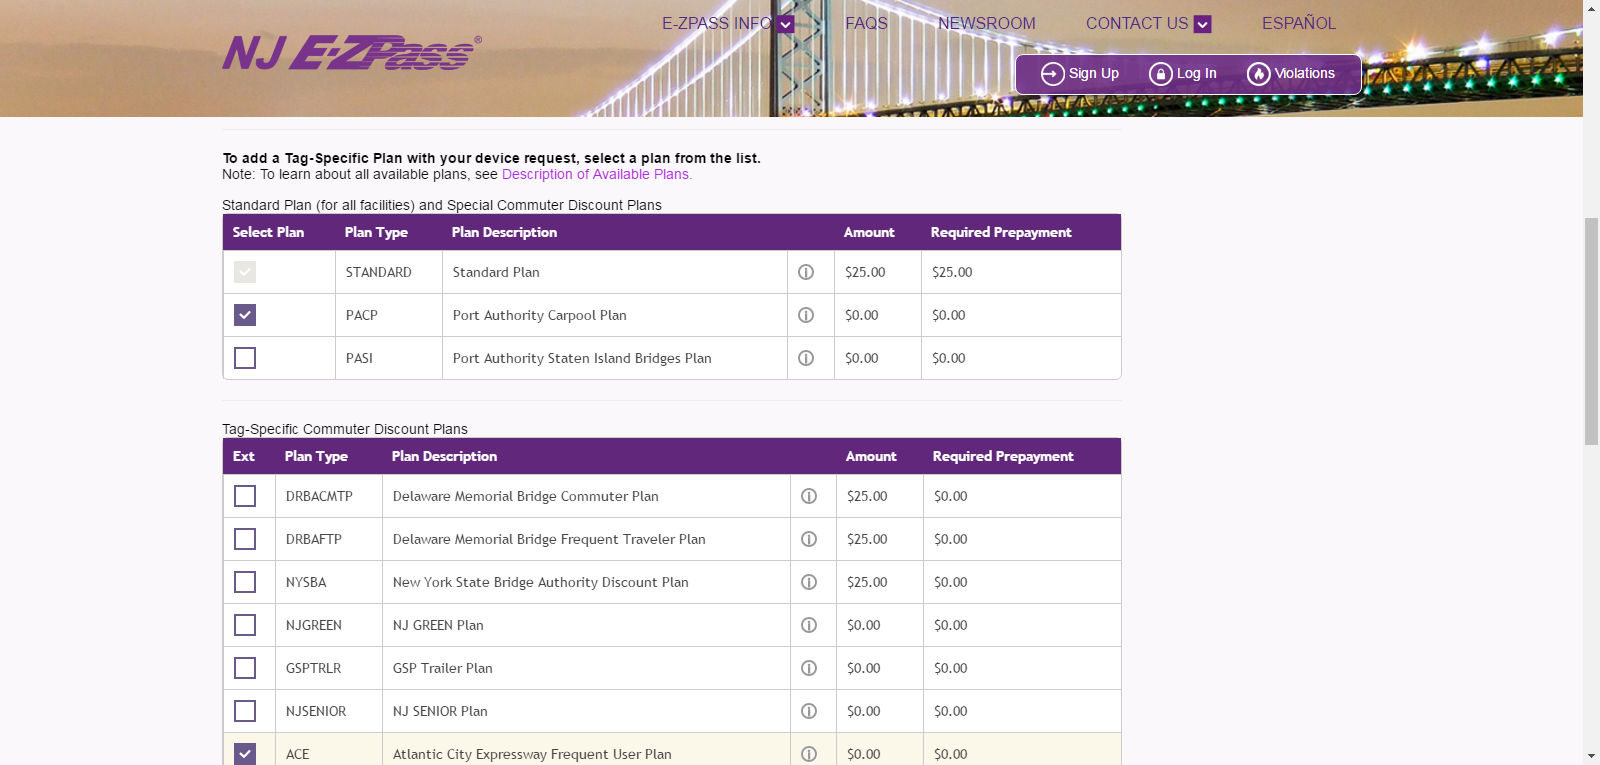 E-ZPASS INFO FAQS NEWSROOM CONTACT US ESPAÑOL
NJ E-ZPass®
Sign Up Log In Violations
To add a Tag-Specific Plan with your device request, select a plan from the list.
Note: To learn about all available plans, see Description of Available Plans.
Standard Plan (for all facilities) and Special Commuter Discount Plans
Select Plan Plan Type Plan Description Amount Required Prepayment
STANDARD Standard Plan $25.00 $25.00
PACP Port Authority Carpool Plan $0.00 $0.00
PASI Port Authority Staten Island Bridges Plan $0.00 $0.00
Tag-Specific Commuter Discount Plans
Ext Plan Type Plan Description Amount Required Prepayment
DRBACMTP Delaware Memorial Bridge Commuter Plan $25.00 $0.00
DRBAFTP Delaware Memorial Bridge Frequent Traveler Plan $25.00 $0.00
NYSBA New York State Bridge Authority Discount Plan $25.00 $0.00
NJGREEN NJ GREEN Plan $0.00 $0.00
GSPTRLR GSP Trailer Plan $0.00 $0.00
NJSENIOR NJ SENIOR Plan $0.00 $0.00
ACE Atlantic City Expressway Frequent User Plan $0.00 $0.00